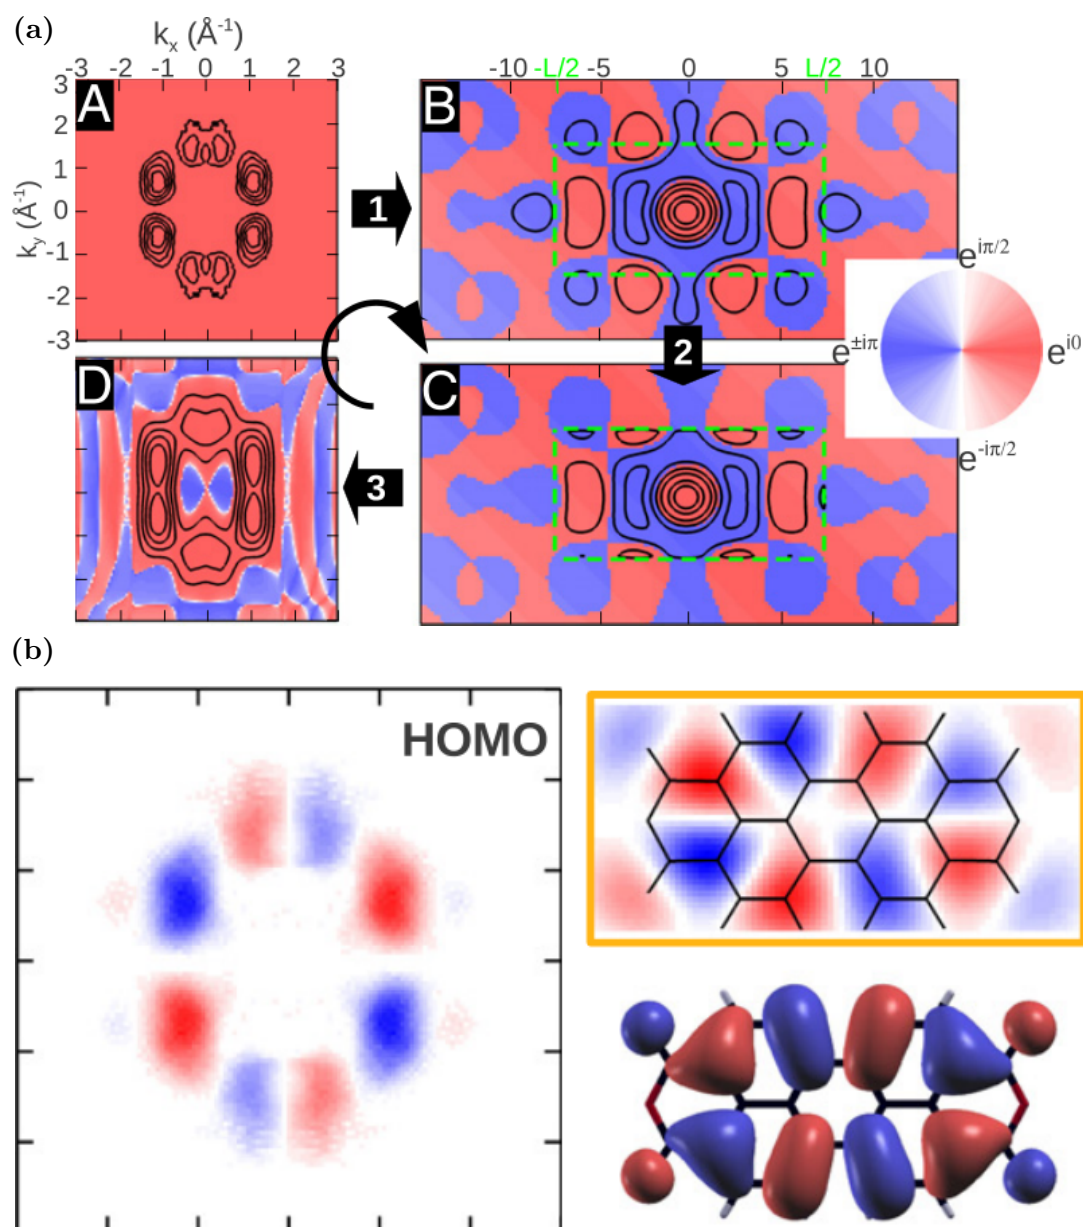 (a)
kx (Å-1)
-3 -2 -1 0 1 2 3
-10 -L/2 -5 0 5 L/2 10
A
B
3
2
1
0
-1
-2
-3
ky (Å-1)
1
eiπ/2
e±iπ
ei0
e-iπ/2
2
D
C
3
(b)
HOMO